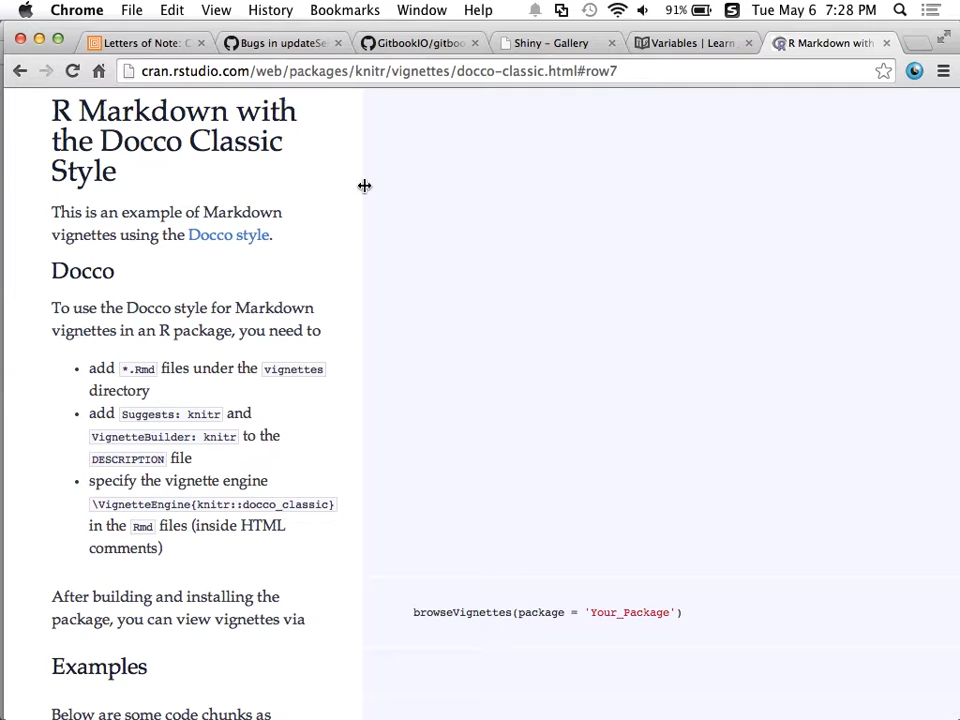 Chrome File Edit View History Bookmarks Window Help 91% Tue May 6 7:28 PM
Letters of Note: C Bugs in updateSe GitbookIO/gitboo Shiny - Gallery Variables | Learn R Markdown with
cran.rstudio.com/web/packages/knitr/vignettes/docco-classic.html#row7
R Markdown with
the Docco Classic
Style
This is an example of Markdown
vignettes using the Docco style.
Docco
To use the Docco style for Markdown
vignettes in an R package, you need to
• add *.Rmd files under the vignettes
directory
• add Suggests: knitr and
VignetteBuilder: knitr to the
DESCRIPTION file
• specify the vignette engine
\VignetteEngine{knitr::docco_classic}
in the Rmd files (inside HTML
comments)
After building and installing the
package, you can view vignettes via
browseVignettes(package = 'Your_Package')
Examples
Below are some code chunks as